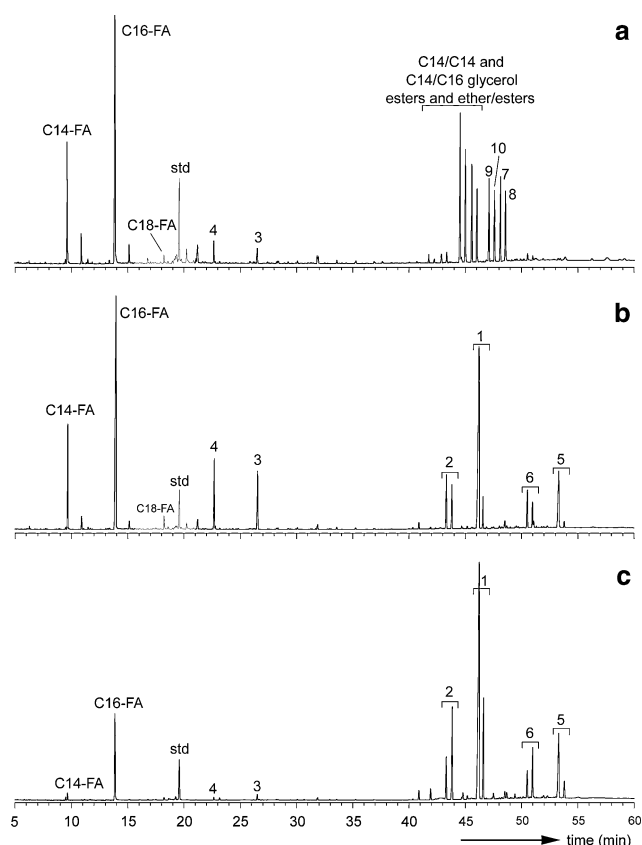 a
C16-FA
C14/C14 and
C14/C16 glycerol
esters and ether/esters
C14-FA
std
10
9
7
8
C18-FA
4
3
b
C16-FA
1
C14-FA
4
3
2
5
6
std
C18-FA
c
1
2
C16-FA
5
6
std
C14-FA
4
3
5 10 15 20 25 30 35 40 45 50 55 60
time (min)